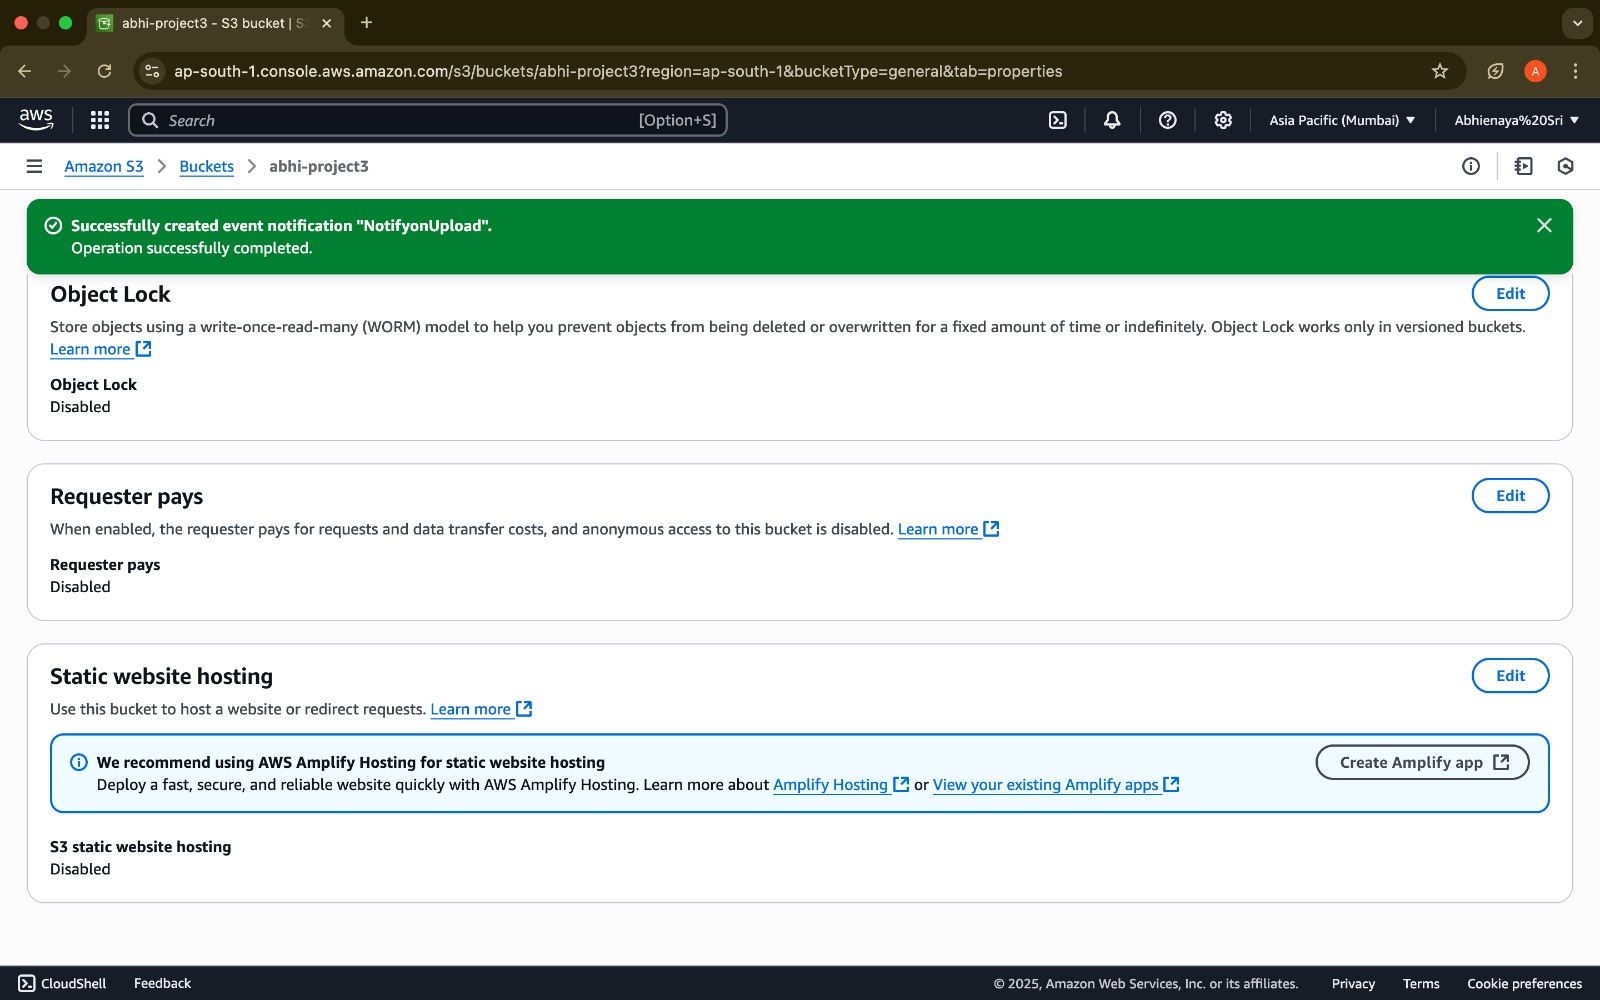 abhi-project3 - S3 bucket | S
ap-south-1.console.aws.amazon.com/s3/buckets/abhi-project3?region=ap-south-1&bucketType=general&tab=properties
A
aws
Search
[Option+S]
Asia Pacific (Mumbai)
Abhienaya%20Sri
Amazon S3
Buckets
abhi-project3
Successfully created event notification "NotifyonUpload".
Operation successfully completed.
Object Lock
Edit
Store objects using a write-once-read-many (WORM) model to help you prevent objects from being deleted or overwritten for a fixed amount of time or indefinitely. Object Lock works only in versioned buckets.
Learn more
Object Lock
Disabled
Requester pays
Edit
When enabled, the requester pays for requests and data transfer costs, and anonymous access to this bucket is disabled. Learn more
Requester pays
Disabled
Static website hosting
Edit
Use this bucket to host a website or redirect requests. Learn more
We recommend using AWS Amplify Hosting for static website hosting
Create Amplify app
Deploy a fast, secure, and reliable website quickly with AWS Amplify Hosting. Learn more about Amplify Hosting or View your existing Amplify apps
S3 static website hosting
Disabled
CloudShell
Feedback
© 2025, Amazon Web Services, Inc. or its affiliates.
Privacy
Terms
Cookie preferences